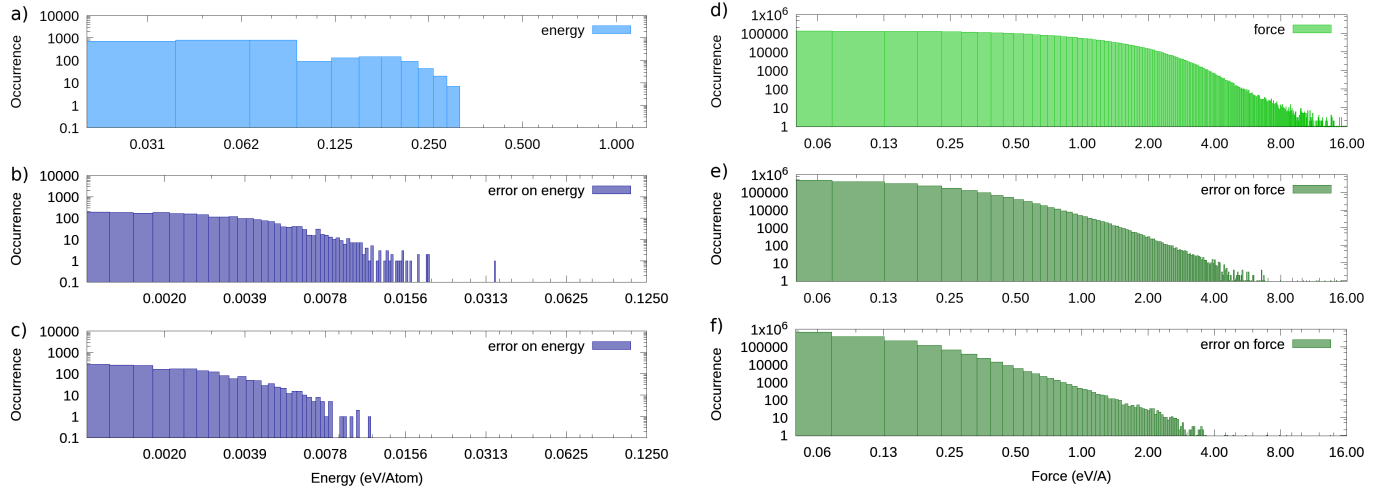 a)
Occurrence
10000
1000
100
10
1
0.1
energy
0.031 0.062 0.125 0.250 0.500 1.000
b)
Occurrence
10000
1000
100
10
1
0.1
error on energy
0.0020 0.0039 0.0078 0.0156 0.0313 0.0625 0.1250
c)
Occurrence
10000
1000
100
10
1
0.1
error on energy
0.0020 0.0039 0.0078 0.0156 0.0313 0.0625 0.1250
Energy (eV/Atom)
d)
Occurrence
1x10⁶
100000
10000
1000
100
10
1
force
0.06 0.13 0.25 0.50 1.00 2.00 4.00 8.00 16.00
e)
Occurrence
1x10⁶
100000
10000
1000
100
10
1
error on force
0.06 0.13 0.25 0.50 1.00 2.00 4.00 8.00 16.00
f)
Occurrence
1x10⁶
100000
10000
1000
100
10
1
error on force
0.06 0.13 0.25 0.50 1.00 2.00 4.00 8.00 16.00
Force (eV/A)